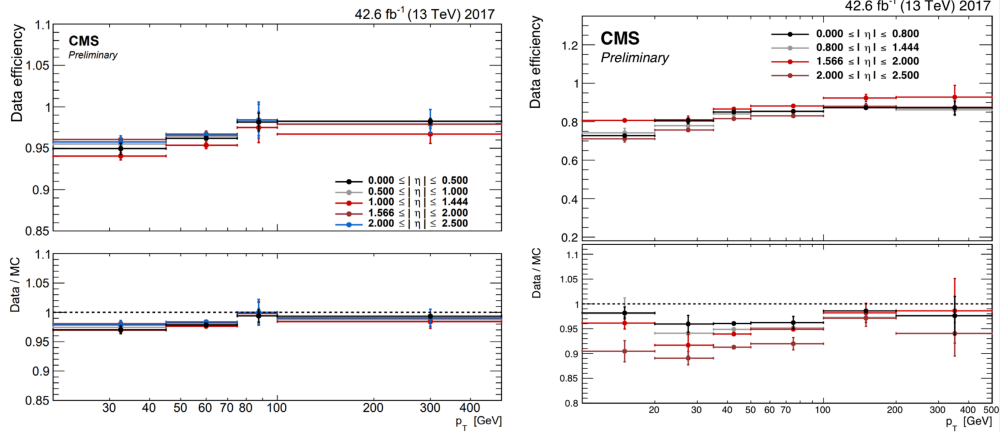 42.6 fb⁻¹ (13 TeV) 2017
CMS
Preliminary
Data efficiency
1.1
1.05
1
0.95
0.9
0.85
0.000 ≤| η | ≤ 0.500
0.500 ≤| η | ≤ 1.000
1.000 ≤| η | ≤ 1.444
1.566 ≤| η | ≤ 2.000
2.000 ≤| η | ≤ 2.500
Data / MC
1.1
1.05
1
0.95
0.9
0.85
30 40 50 60 70 80 100 200 300 400
p_T [GeV]
42.6 fb⁻¹ (13 TeV) 2017
CMS
Preliminary
Data efficiency
1.2
1
0.8
0.6
0.4
0.2
0.000 ≤| η | ≤ 0.800
0.800 ≤| η | ≤ 1.444
1.566 ≤| η | ≤ 2.000
2.000 ≤| η | ≤ 2.500
Data / MC
1.1
1.05
1
0.95
0.9
0.85
0.8
20 30 40 50 60 70 100 200 300 400 500
p_T [GeV]